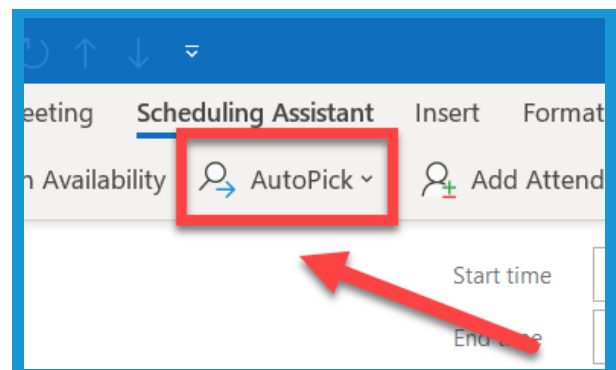 eeting Scheduling Assistant Insert Format
n Availability AutoPick Add Attend
Start time
End time